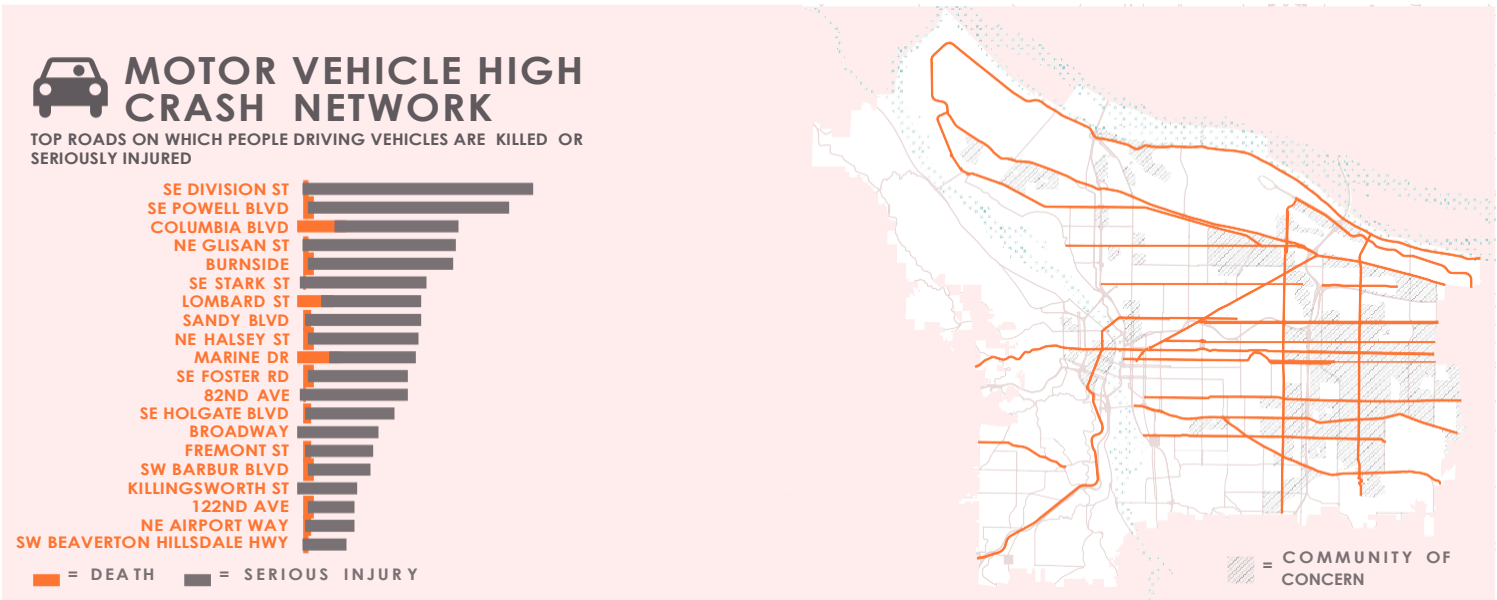 MOTOR VEHICLE HIGH
CRASH NETWORK
TOP ROADS ON WHICH PEOPLE DRIVING VEHICLES ARE KILLED OR
SERIOUSLY INJURED
SE DIVISION ST
SE POWELL BLVD
COLUMBIA BLVD
NE GLISAN ST
BURNSIDE
SE STARK ST
LOMBARD ST
SANDY BLVD
NE HALSEY ST
MARINE DR
SE FOSTER RD
82ND AVE
SE HOLGATE BLVD
BROADWAY
FREMONT ST
SW BARBUR BLVD
KILLINGSWORTH ST
122ND AVE
NE AIRPORT WAY
SW BEAVERTON HILLSDALE HWY
= DEATH = SERIOUS INJURY
= COMMUNITY OF
CONCERN